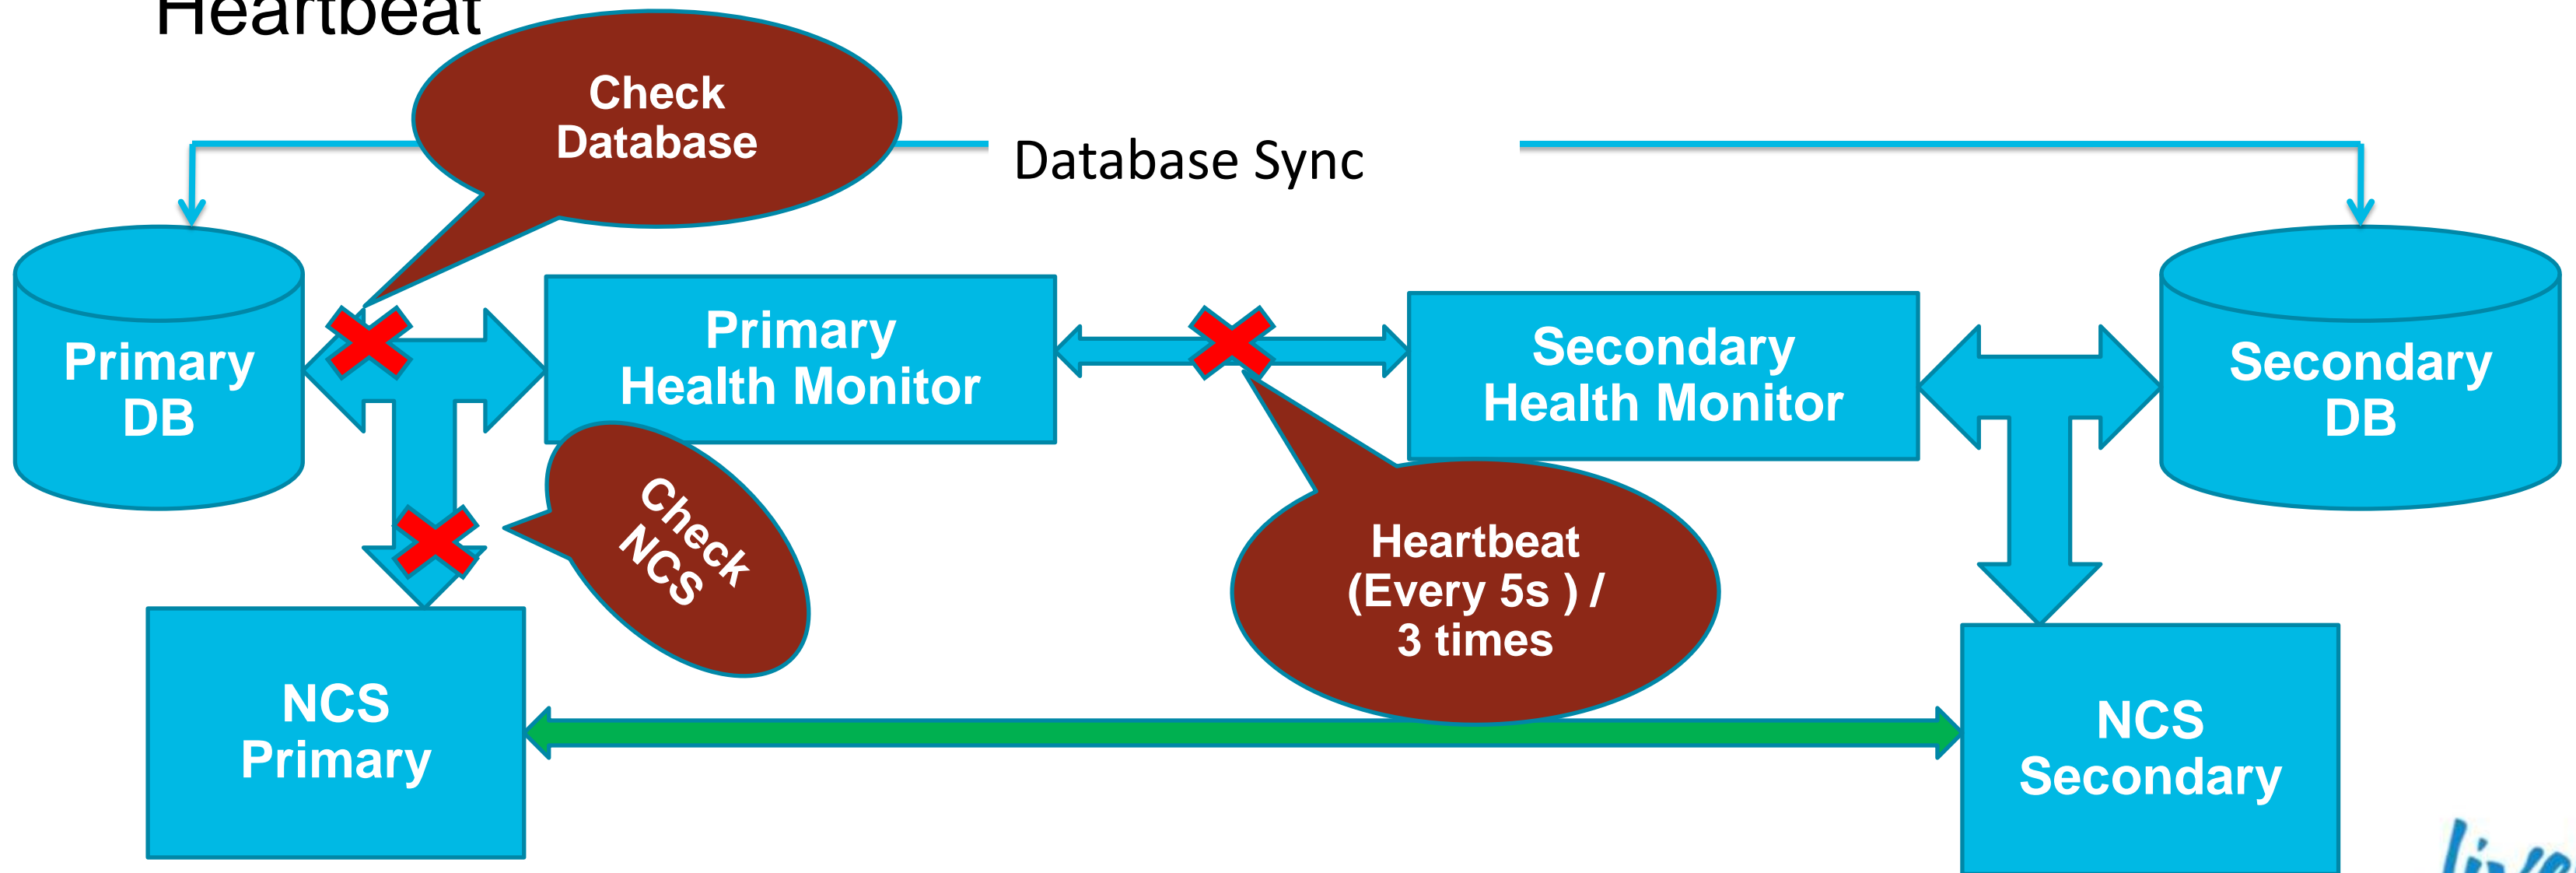 Heartbeat
Check
Database
Database Sync
Primary
DB
Primary
Health Monitor
Secondary
Health Monitor
Secondary
DB
Check
NCS
Heartbeat
(Every 5s ) /
3 times
NCS
Primary
NCS
Secondary